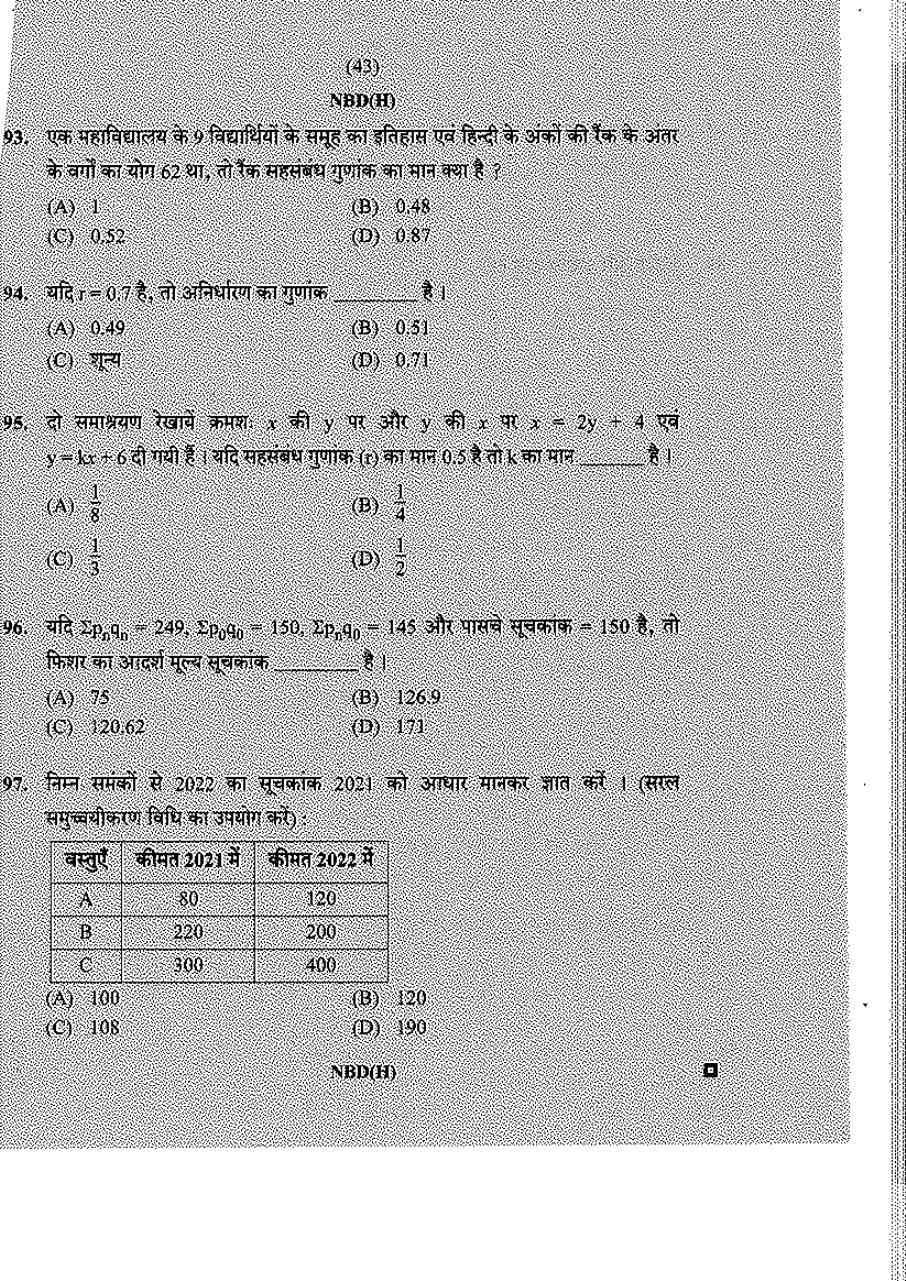 (43)
NBD(H)
93. एक महाविद्यालय के 9 विद्यार्थियों के समूह का इतिहास एवं हिन्दी के अंकों की रैंक के अंतर
के वर्गों का योग 62 था, तो रैंक सहसंबंध गुणांक का मान क्या है ?
(A) 1 (B) 0.48
(C) 0.52 (D) 0.87
94. यदि r = 0.7 है, तो अनिर्धारण का गुणांक ________ है ।
(A) 0.49 (B) 0.51
(C) शून्य (D) 0.71
95. दो समाश्रयण रेखायें क्रमशः x की y पर और y की x पर x = 2y + 4 एवं
y = kx + 6 दी गयी हैं । यदि सहसंबंध गुणांक (r) का मान 0.5 है तो k का मान ______ है ।
(A) 1/8 (B) 1/4
(C) 1/3 (D) 1/2
96. यदि Σpₙqₙ = 249, Σp₀q₀ = 150, Σpₙq₀ = 145 और पासचे सूचकांक = 150 है, तो
फिशर का आदर्श मूल्य सूचकांक ________ है ।
(A) 75 (B) 126.9
(C) 120.62 (D) 171
97. निम्न समंकों से 2022 का सूचकांक 2021 को आधार मानकर ज्ञात करें । (सरल
समुच्चयीकरण विधि का उपयोग करें) :
वस्तुएँ कीमत 2021 में कीमत 2022 में
A 80 120
B 220 200
C 300 400
(A) 100 (B) 120
(C) 108 (D) 190
NBD(H)